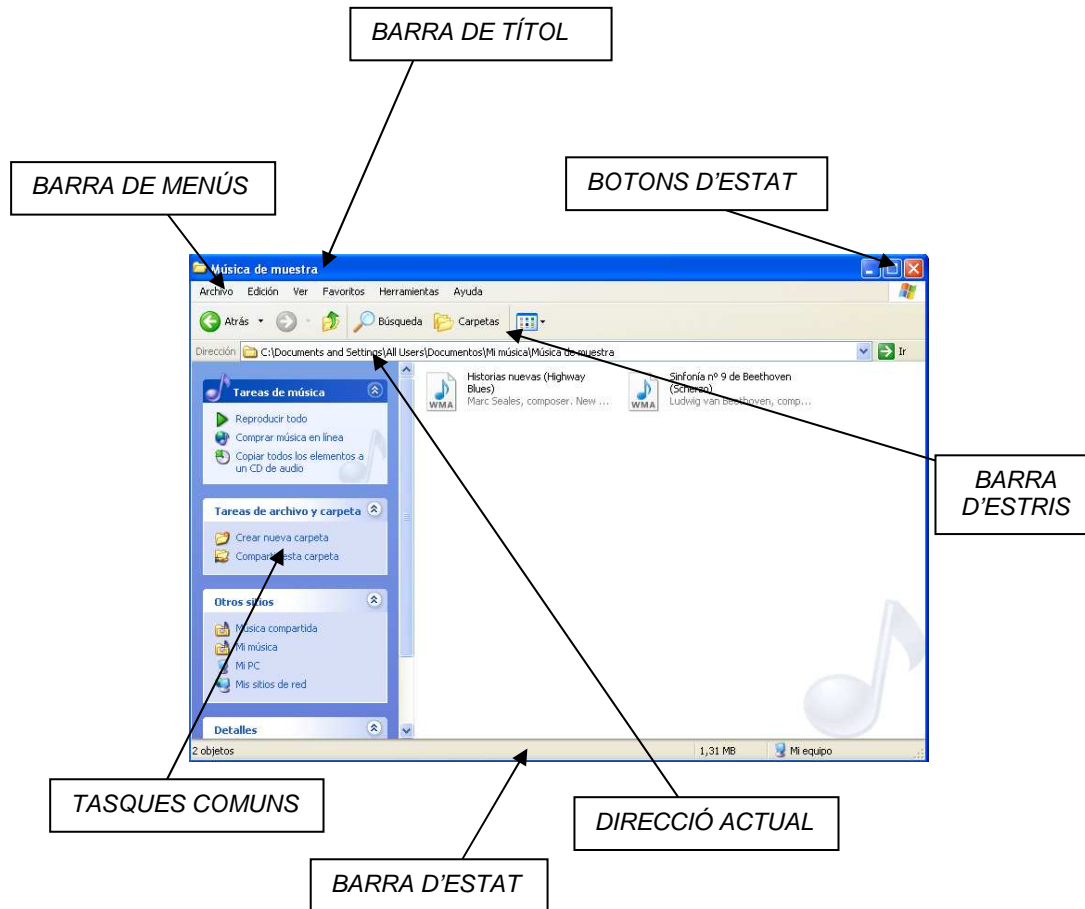 BARRA DE TÍTOL
BARRA DE MENÚS
BOTONS D'ESTAT
Música de muestra
Archivo Edición Ver Favoritos Herramientas Ayuda
Atrás Búsqueda Carpetas
Dirección C:\Documents and Settings\All Users\Documentos\Mi música\Música de muestra Ir
Tareas de música
Reproducir todo
Comprar música en línea
Copiar todos los elementos a
un CD de audio
Tareas de archivo y carpeta
Crear nueva carpeta
Compartir esta carpeta
Otros sitios
Música compartida
Mi música
Mi PC
Mis sitios de red
Detalles
Historias nuevas (Highway
Blues)
Marc Seales, composer. New ...
WMA
Sinfonía nº 9 de Beethoven
(Scherzo)
Ludwig van Beethoven, comp...
WMA
BARRA
D'ESTRIS
2 objetos 1,31 MB Mi equipo
TASQUES COMUNS
DIRECCIÓ ACTUAL
BARRA D'ESTAT